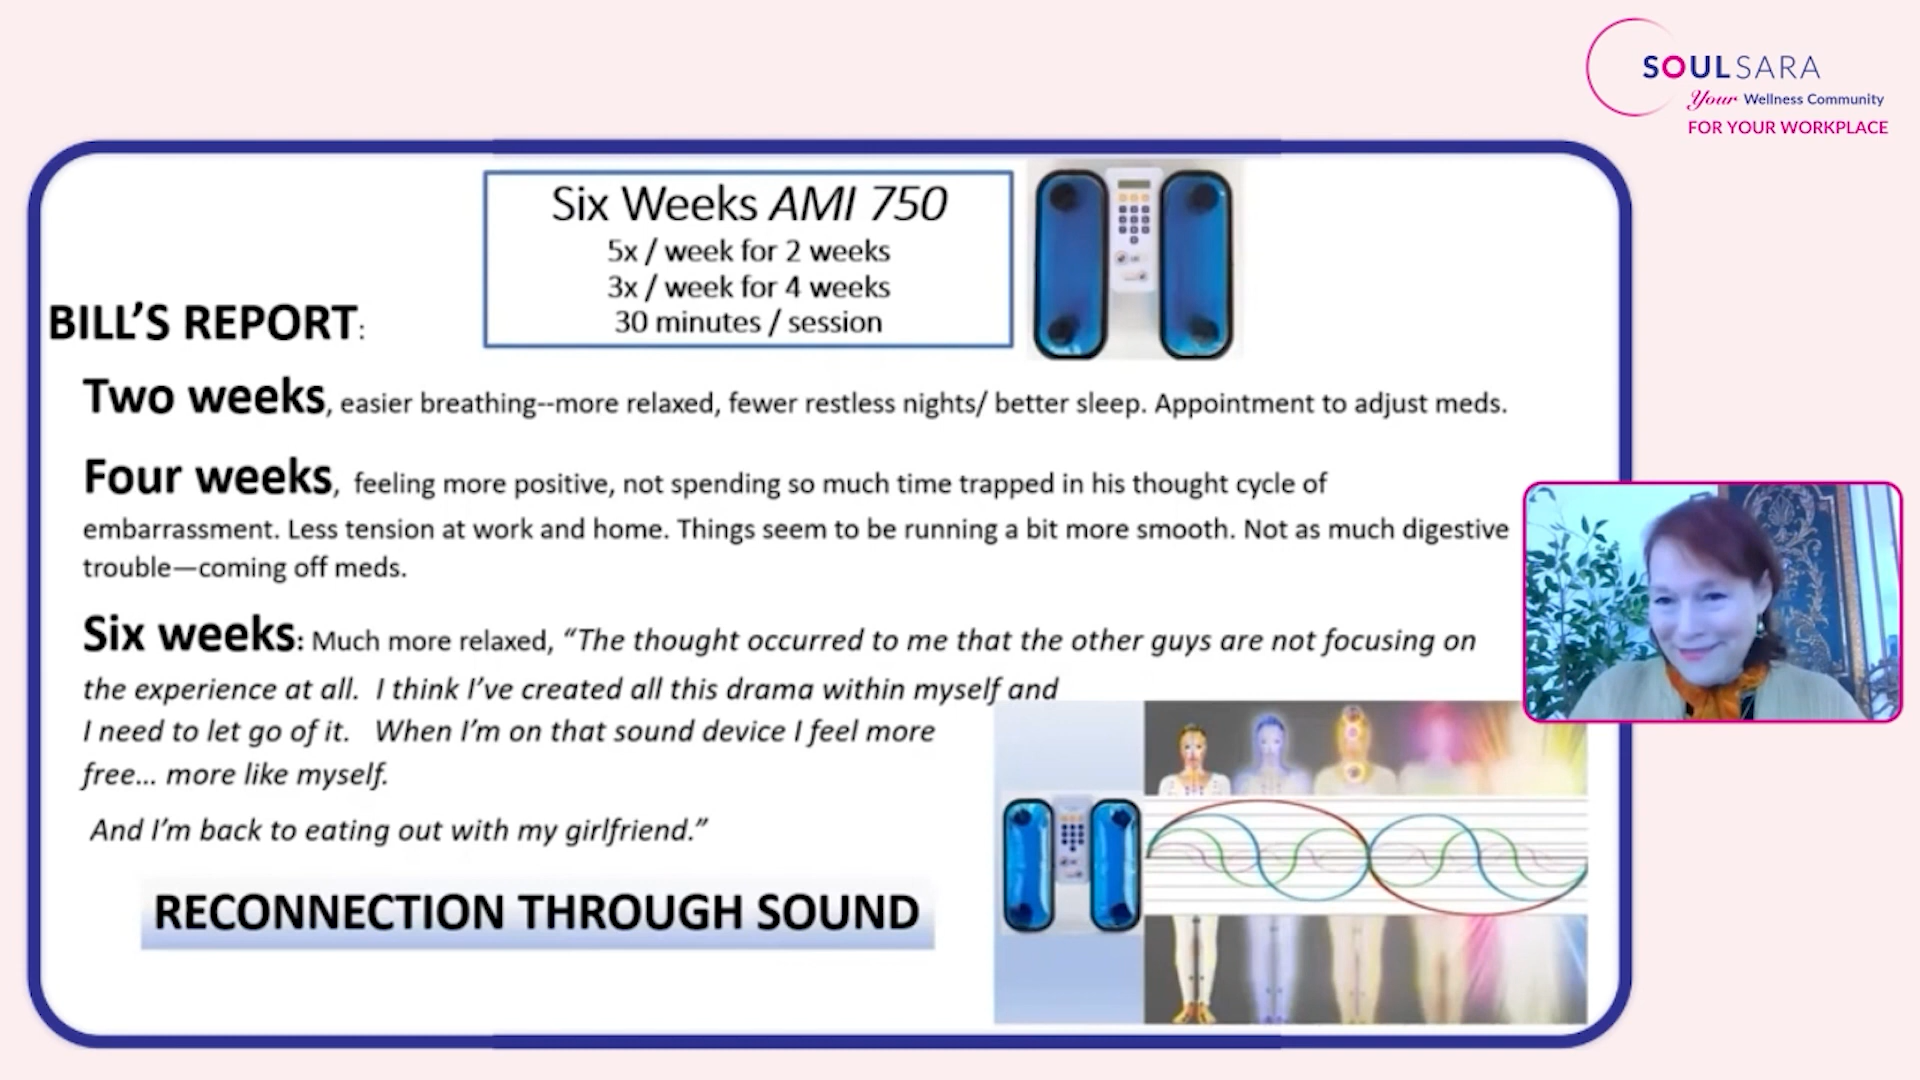 SOULSARA
Your Wellness Community
FOR YOUR WORKPLACE
Six Weeks AMI 750
5x / week for 2 weeks
3x / week for 4 weeks
30 minutes / session
BILL'S REPORT:
Two weeks, easier breathing--more relaxed, fewer restless nights/ better sleep. Appointment to adjust meds.
Four weeks, feeling more positive, not spending so much time trapped in his thought cycle of
embarrassment. Less tension at work and home. Things seem to be running a bit more smooth. Not as much digestive
trouble—coming off meds.
Six weeks: Much more relaxed, “The thought occurred to me that the other guys are not focusing on
the experience at all. I think I've created all this drama within myself and
I need to let go of it. When I'm on that sound device I feel more
free... more like myself.
And I'm back to eating out with my girlfriend.”
RECONNECTION THROUGH SOUND